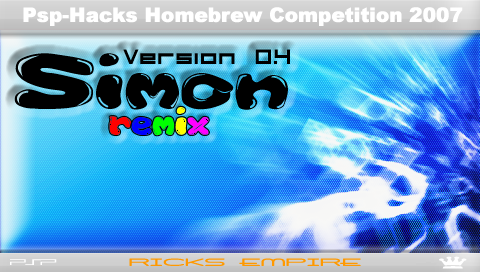 Psp-Hacks Homebrew Competition 2007
Version 0.4
Simon
remix
PSP RICKS EMPIRE